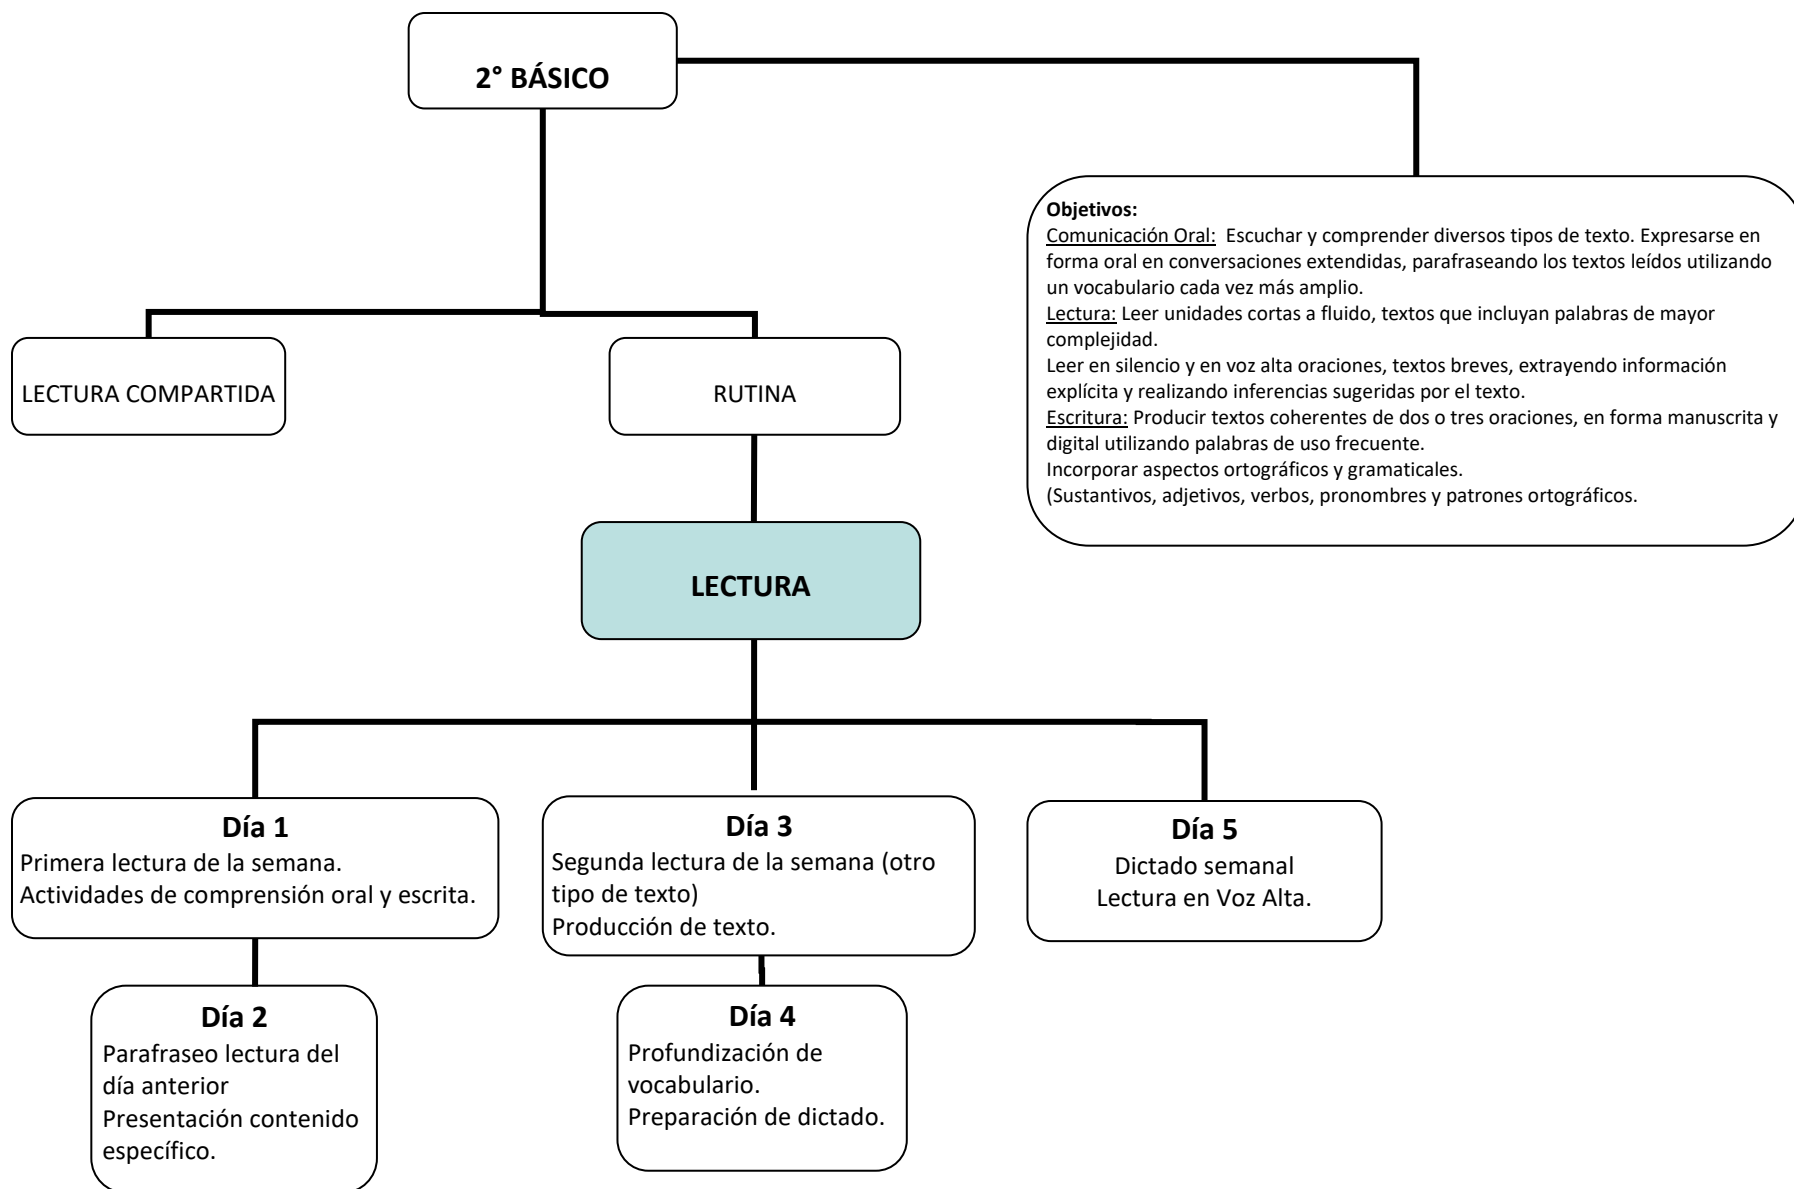 2° BÁSICO
Objetivos:
Comunicación Oral: Escuchar y comprender diversos tipos de texto. Expresarse en
forma oral en conversaciones extendidas, parafraseando los textos leídos utilizando
un vocabulario cada vez más amplio.
Lectura: Leer unidades cortas a fluido, textos que incluyan palabras de mayor
complejidad.
Leer en silencio y en voz alta oraciones, textos breves, extrayendo información
explícita y realizando inferencias sugeridas por el texto.
Escritura: Producir textos coherentes de dos o tres oraciones, en forma manuscrita y
digital utilizando palabras de uso frecuente.
Incorporar aspectos ortográficos y gramaticales.
(Sustantivos, adjetivos, verbos, pronombres y patrones ortográficos.
LECTURA COMPARTIDA
RUTINA
LECTURA
Día 1
Primera lectura de la semana.
Actividades de comprensión oral y escrita.
Día 2
Parafraseo lectura del
día anterior
Presentación contenido
específico.
Día 3
Segunda lectura de la semana (otro
tipo de texto)
Producción de texto.
Día 4
Profundización de
vocabulario.
Preparación de dictado.
Día 5
Dictado semanal
Lectura en Voz Alta.